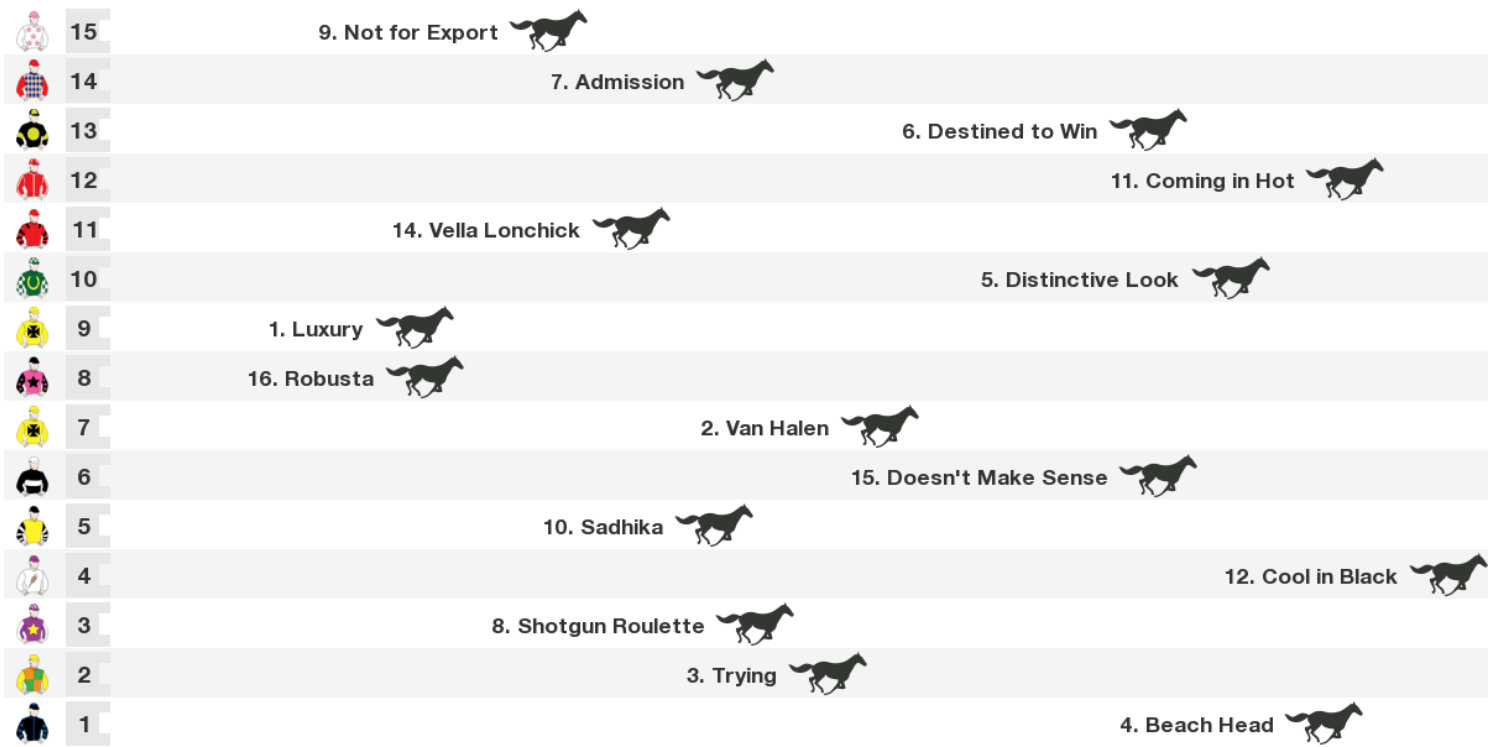 15 9. Not for Export
14 7. Admission
13 6. Destined to Win
12 11. Coming in Hot
11 14. Vella Lonchick
10 5. Distinctive Look
9 1. Luxury
8 16. Robusta
7 2. Van Halen
6 15. Doesn't Make Sense
5 10. Sadhika
4 12. Cool in Black
3 8. Shotgun Roulette
2 3. Trying
1 4. Beach Head